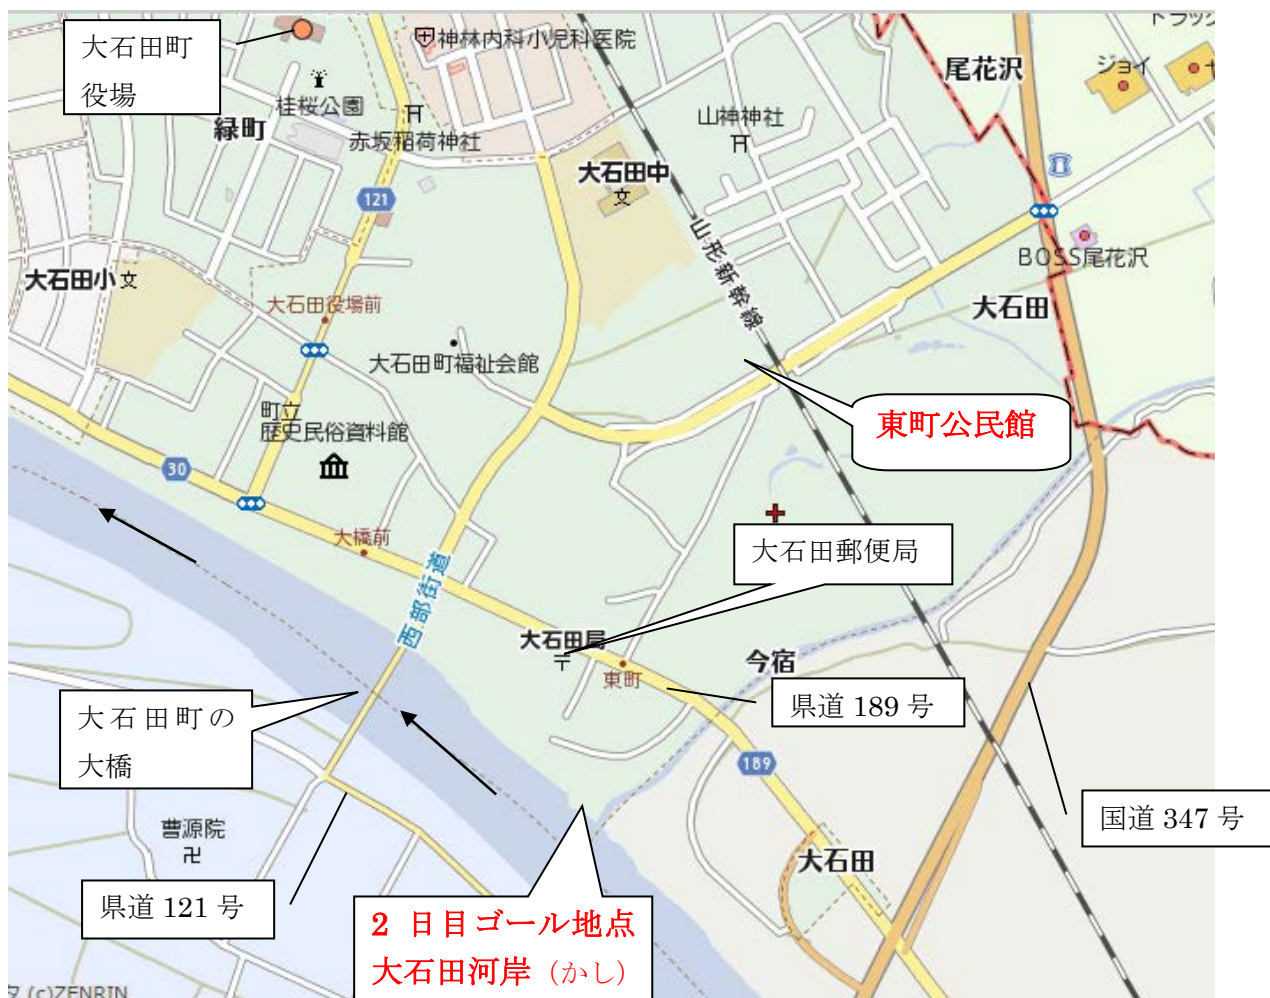 大石田町
役場
神林内科小児科医院
トラック
ジョイ
尾花沢
桂桜公園
緑町
赤坂稲荷神社
山神神社
大石田中
121
山形新幹線
BOSS尾花沢
大石田小
大石田役場前
大石田
大石田町福祉会館
町立
歴史民俗資料館
東町公民館
30
大橋前
大石田郵便局
西部街道
大石田局
東町
今宿
県道 189 号
大石田町の
大橋
189
国道 347 号
曹源院
大石田
県道 121 号
2 日目ゴール地点
大石田河岸（かし）
(c)ZENRIN